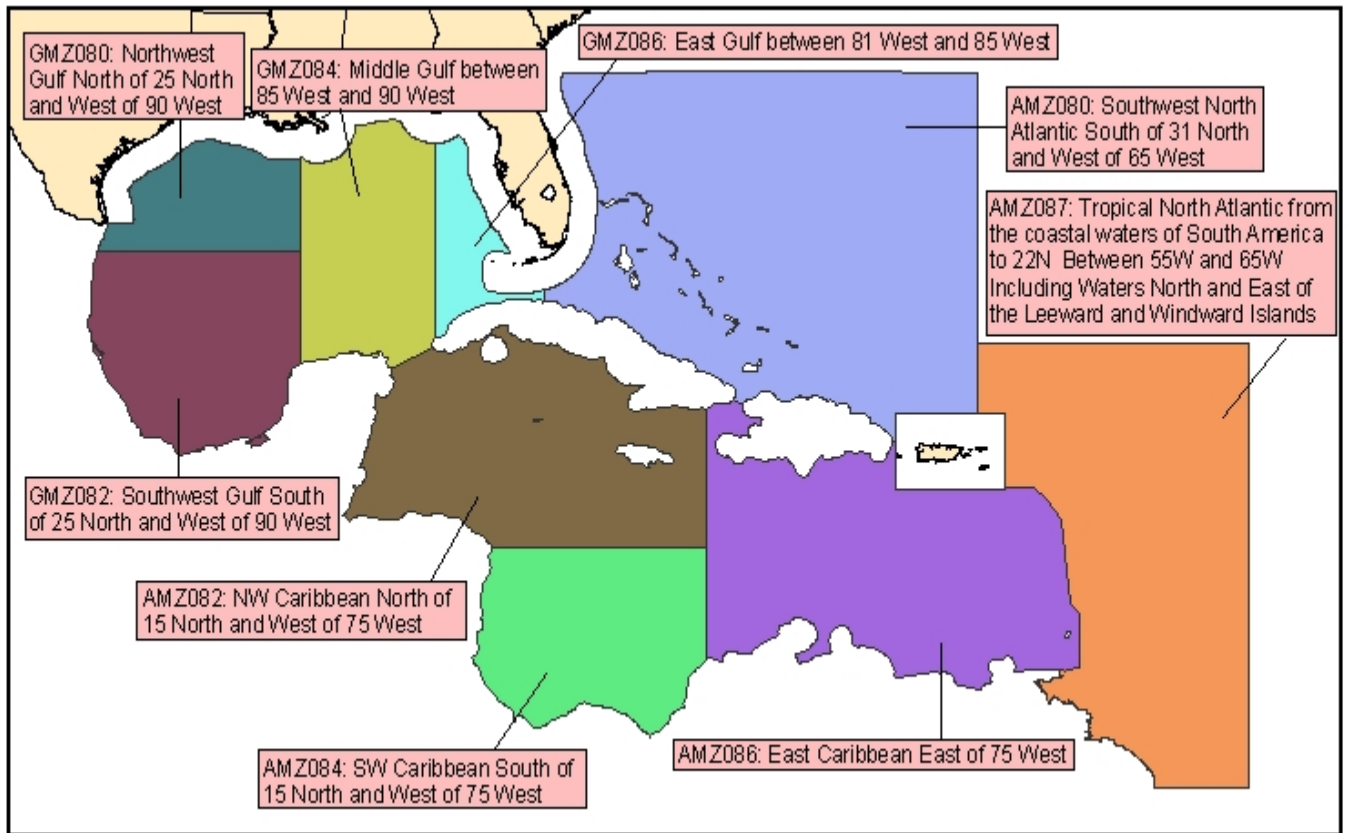 GMZ080: Northwest
Gulf North of 25 North
and West of 90 West
GMZ084: Middle Gulf between
85 West and 90 West
GMZ086: East Gulf between 81 West and 85 West
AMZ080: Southwest North
Atlantic South of 31 North
and West of 65 West
AMZ087: Tropical North Atlantic from
the coastal waters of South America
to 22N Between 55W and 65W
Including Waters North and East of
the Leeward and Windward Islands
GMZ082: Southwest Gulf South
of 25 North and West of 90 West
AMZ082: NW Caribbean North of
15 North and West of 75 West
AMZ084: SW Caribbean South of
15 North and West of 75 West
AMZ086: East Caribbean East of 75 West